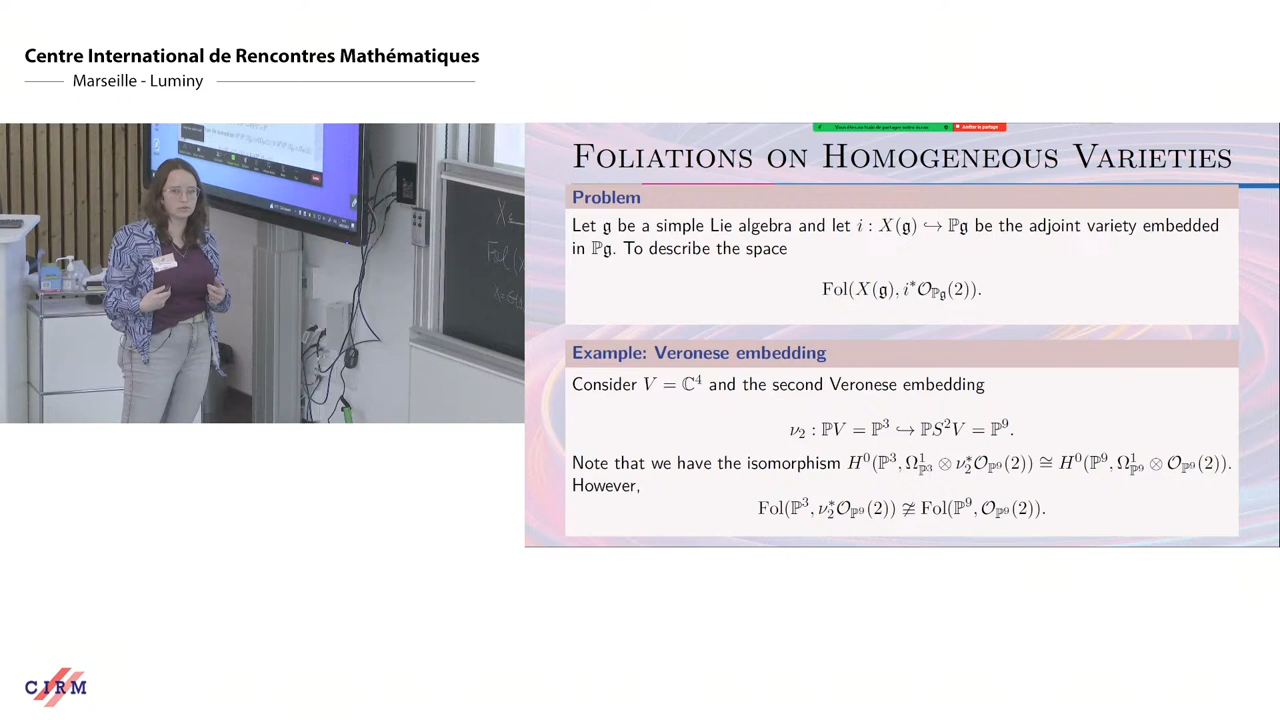 Centre International de Rencontres Mathématiques
Marseille - Luminy
Arrêter le partage
FOLIATIONS ON HOMOGENEOUS VARIETIES
Problem
Let 𝔤 be a simple Lie algebra and let i : X(𝔤) ↪ ℙ𝔤 be the adjoint variety embedded
in ℙ𝔤. To describe the space
Fol(X(𝔤), i*𝒪_ℙ𝔤(2)).
Example: Veronese embedding
Consider V = ℂ⁴ and the second Veronese embedding
ν₂ : ℙV = ℙ³ ↪ ℙS²V = ℙ⁹.
Note that we have the isomorphism H⁰(ℙ³, Ω¹_ℙ³ ⊗ ν₂*𝒪_ℙ⁹(2)) ≅ H⁰(ℙ⁹, Ω¹_ℙ⁹ ⊗ 𝒪_ℙ⁹(2)).
However,
Fol(ℙ³, ν₂*𝒪_ℙ⁹(2)) ≇ Fol(ℙ⁹, 𝒪_ℙ⁹(2)).
CIRM